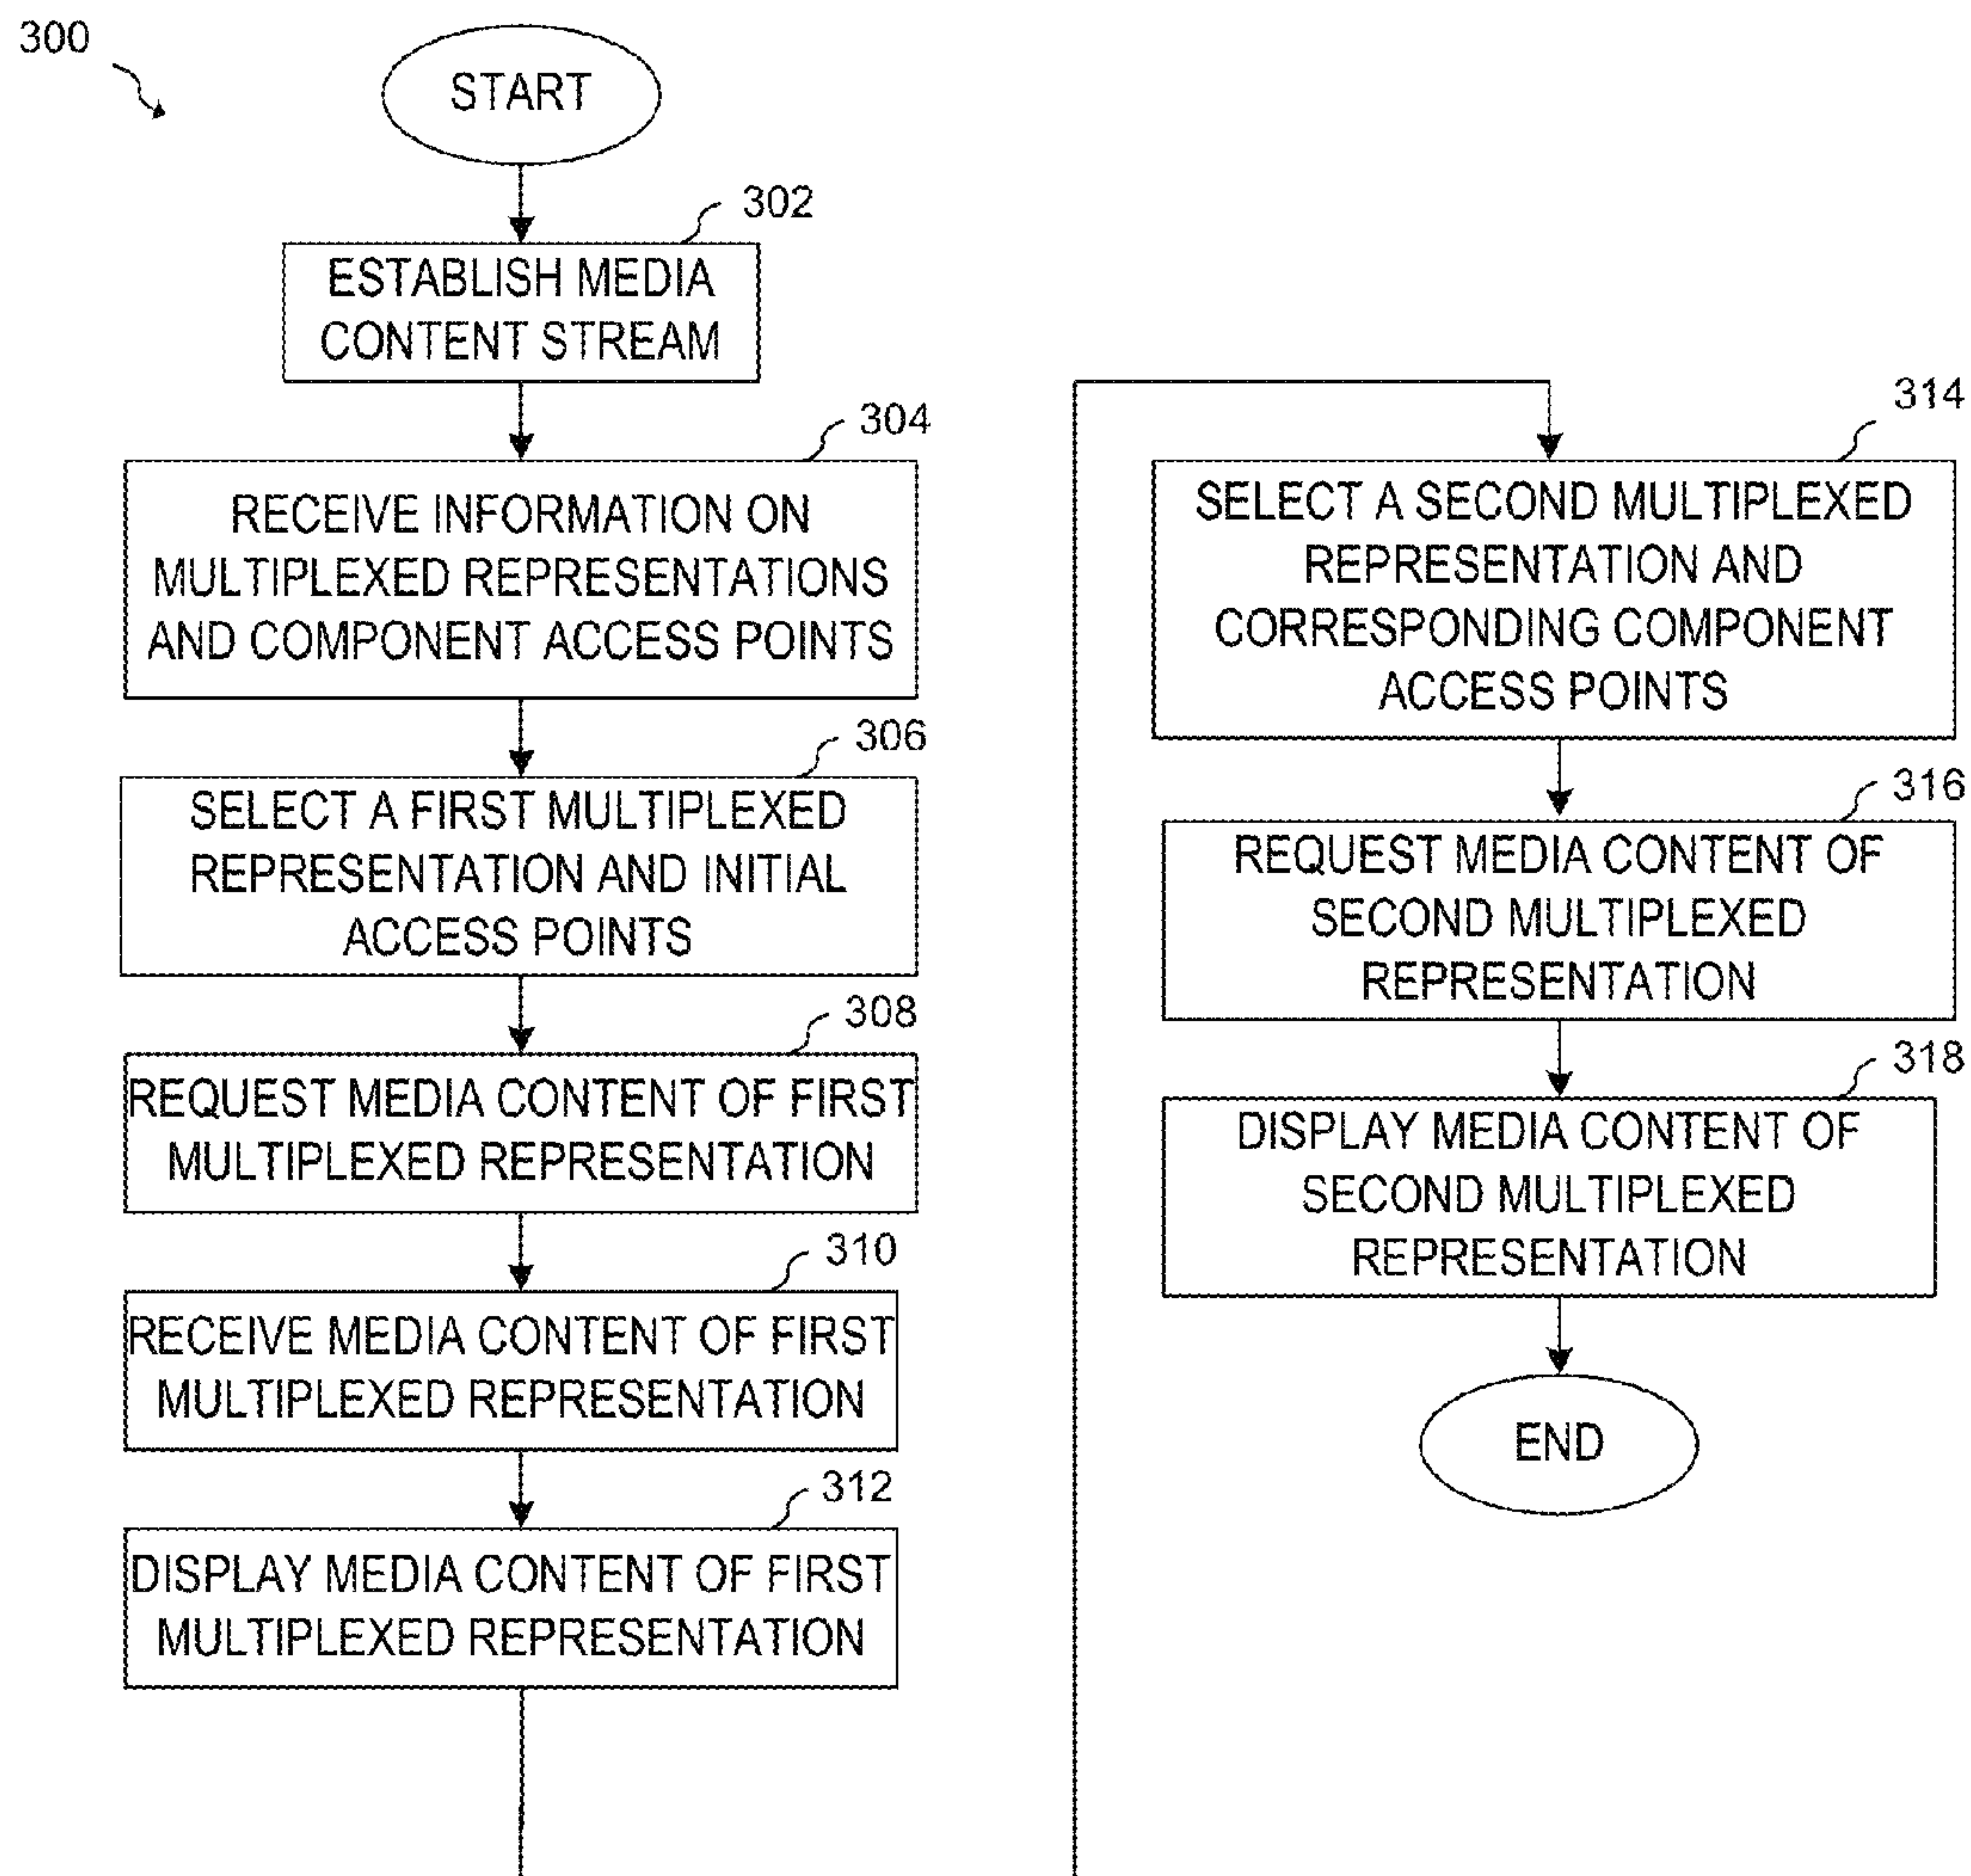 300
START
302
ESTABLISH MEDIA
CONTENT STREAM
304
RECEIVE INFORMATION ON
MULTIPLEXED REPRESENTATIONS
AND COMPONENT ACCESS POINTS
306
SELECT A FIRST MULTIPLEXED
REPRESENTATION AND INITIAL
ACCESS POINTS
308
REQUEST MEDIA CONTENT OF FIRST
MULTIPLEXED REPRESENTATION
310
RECEIVE MEDIA CONTENT OF FIRST
MULTIPLEXED REPRESENTATION
312
DISPLAY MEDIA CONTENT OF FIRST
MULTIPLEXED REPRESENTATION
314
SELECT A SECOND MULTIPLEXED
REPRESENTATION AND
CORRESPONDING COMPONENT
ACCESS POINTS
316
REQUEST MEDIA CONTENT OF
SECOND MULTIPLEXED
REPRESENTATION
318
DISPLAY MEDIA CONTENT OF
SECOND MULTIPLEXED
REPRESENTATION
END